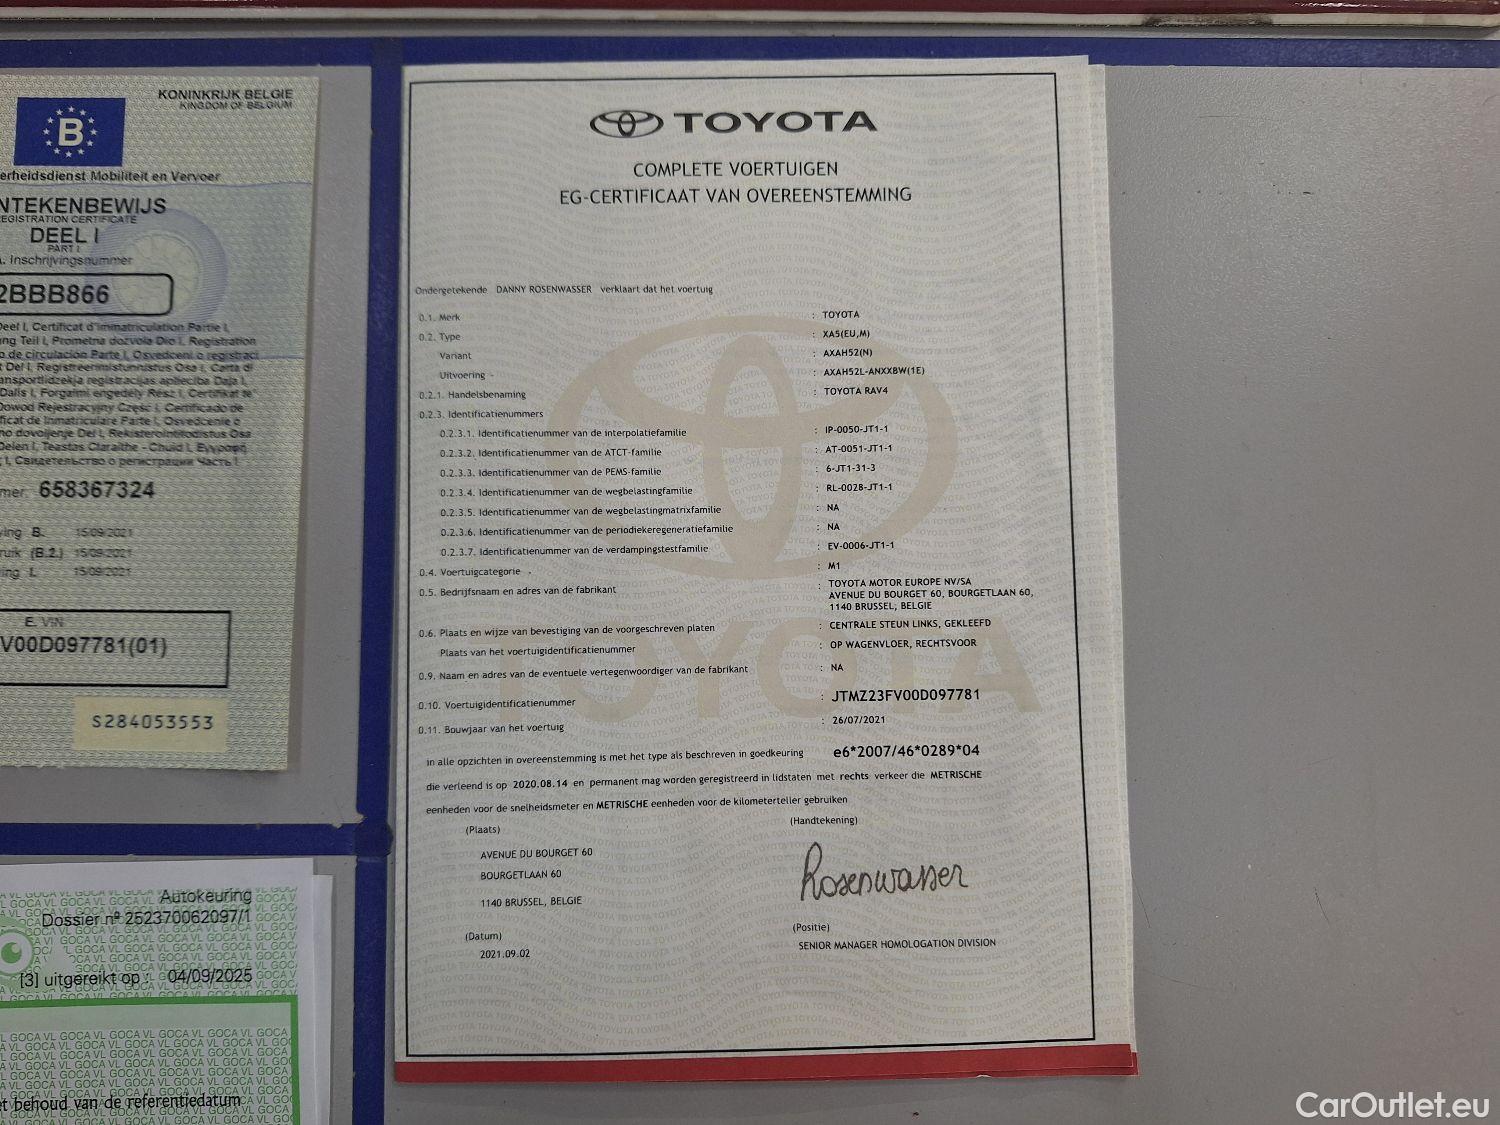 KONINKRIJK BELGIE
KINGDOM OF BELGIUM
B
erheidsdienst Mobiliteit en Vervoer
NTEKENBEWIJS
EGISTRATION CERTIFICATE
DEEL I
PART I
A. Inschrijvingsnummer
2BBB866
Deel I, Certificat d'immatriculation Partie I,
ung Teil I, Prometna dozvola Dio I, Registration
o de circulación Parte I, Osvedceni o registraci
mer: 658367324
ving B. 15/09/2021
ruik (B.2.) 15/09/2021
ing I. 15/09/2021
E. VIN
V00D097781(01)
S284053553
Autokeuring
Dossier nº 252370062097/1
[3] uitgereikt op : 04/09/2025
et behoud van de referentiedatum
TOYOTA
COMPLETE VOERTUIGEN
EG-CERTIFICAAT VAN OVEREENSTEMMING
Ondergetekende DANNY ROSENWASSER verklaart dat het voertuig
0.1. Merk : TOYOTA
0.2. Type : XA5(EU,M)
Variant : AXAH52(N)
Uitvoering - : AXAH52L-ANXXBW(1E)
0.2.1. Handelsbenaming : TOYOTA RAV4
0.2.3. Identificatienummers
0.2.3.1. Identificatienummer van de interpolatiefamilie : IP-0050-JT1-1
0.2.3.2. Identificatienummer van de ATCT-familie : AT-0051-JT1-1
0.2.3.3. Identificatienummer van de PEMS-familie : 6-JT1-31-3
0.2.3.4. Identificatienummer van de wegbelastingfamilie : RL-0028-JT1-1
0.2.3.5. Identificatienummer van de wegbelastingmatrixfamilie : NA
0.2.3.6. Identificatienummer van de periodiekeregeneratiefamilie : NA
0.2.3.7. Identificatienummer van de verdampingstestfamilie : EV-0006-JT1-1
0.4. Voertuigcategorie : M1
0.5. Bedrijfsnaam en adres van de fabrikant : TOYOTA MOTOR EUROPE NV/SA
AVENUE DU BOURGET 60, BOURGETLAAN 60,
1140 BRUSSEL, BELGIE
0.6. Plaats en wijze van bevestiging van de voorgeschreven platen : CENTRALE STEUN LINKS, GEKLEEFD
Plaats van het voertuigidentificatienummer : OP WAGENVLOER, RECHTSVOOR
0.9. Naam en adres van de eventuele vertegenwoordiger van de fabrikant : NA
0.10. Voertuigidentificatienummer : JTMZ23FV00D097781
0.11. Bouwjaar van het voertuig : 26/07/2021
in alle opzichten in overeenstemming is met het type als beschreven in goedkeuring e6*2007/46*0289*04
die verleend is op 2020.08.14 en permanent mag worden geregistreerd in lidstaten met rechts verkeer die METRISCHE
eenheden voor de snelheidsmeter en METRISCHE eenheden voor de kilometerteller gebruiken
(Plaats)
AVENUE DU BOURGET 60
BOURGETLAAN 60
1140 BRUSSEL, BELGIE
(Datum)
2021.09.02
(Handtekening)
Rosenwasser
(Positie)
SENIOR MANAGER HOMOLOGATION DIVISION
CarOutlet.eu